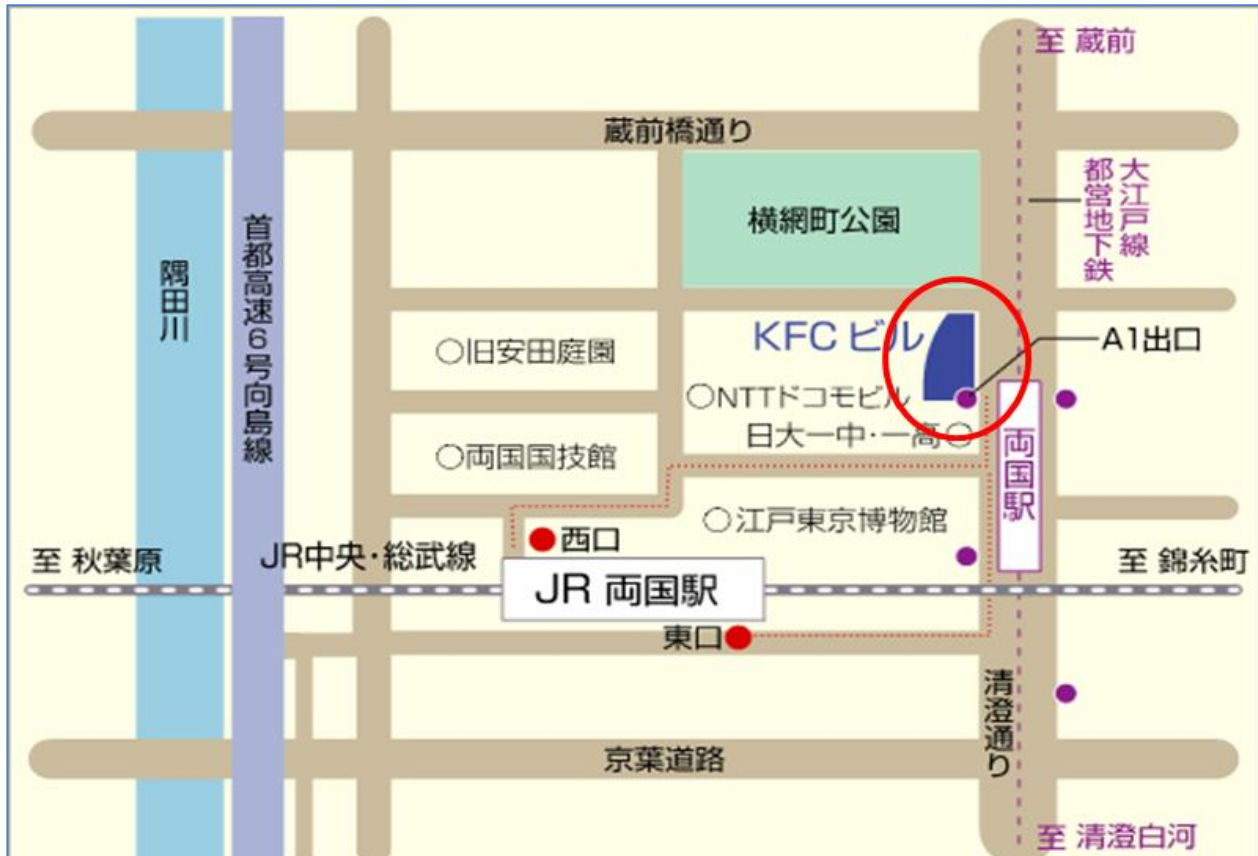 至 蔵前
蔵前橋通り
大江戸線
都営地下鉄
横網町公園
首都高速6号向島線
隅田川
KFC ビル
A1出口
○旧安田庭園
○NTTドコモビル
日大一中・一高○
○両国国技館
両国駅
○江戸東京博物館
西口
至 秋葉原
JR中央・総武線
至 錦糸町
JR 両国駅
東口
清澄通り
京葉道路
至 清澄白河